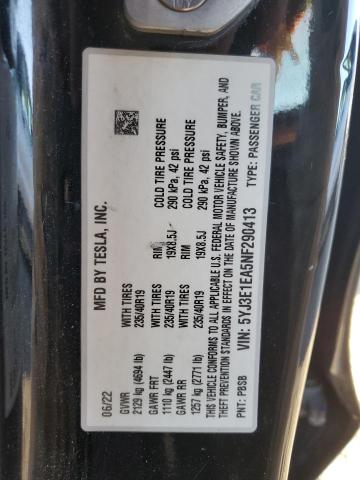 MFD BY TESLA, INC.
06/22
GVWR WITH TIRES RIM COLD TIRE PRESSURE
2129 kg (4694 lb) 235/40R19 19X8.5J 290 kPa, 42 psi
GAWR FRT WITH TIRES RIM COLD TIRE PRESSURE
1110 kg (2447 lb) 235/40R19 19X8.5J 290 kPa, 42 psi
GAWR RR
1257 kg (2771 lb) 235/40R19
THIS VEHICLE CONFORMS TO ALL APPLICABLE U.S. FEDERAL MOTOR VEHICLE SAFETY, BUMPER, AND
THEFT PREVENTION STANDARDS IN EFFECT ON THE DATE OF MANUFACTURE SHOWN ABOVE.
VIN: 5YJ3E1EA5NF290413 TYPE: PASSENGER CAR
PNT: PBSB